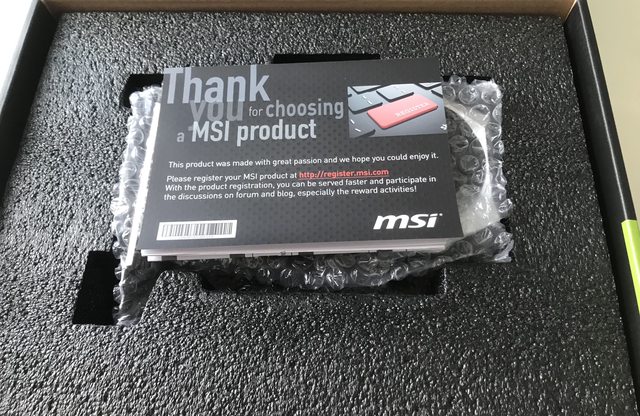 Thank
you for choosing
a MSI product
REGISTER
This product was made with great passion and we hope you could enjoy it.
Please register your MSI product at http://register.msi.com
With the product registration, you can be served faster and participate in
the discussions on forum and blog, especially the reward activities!
msi